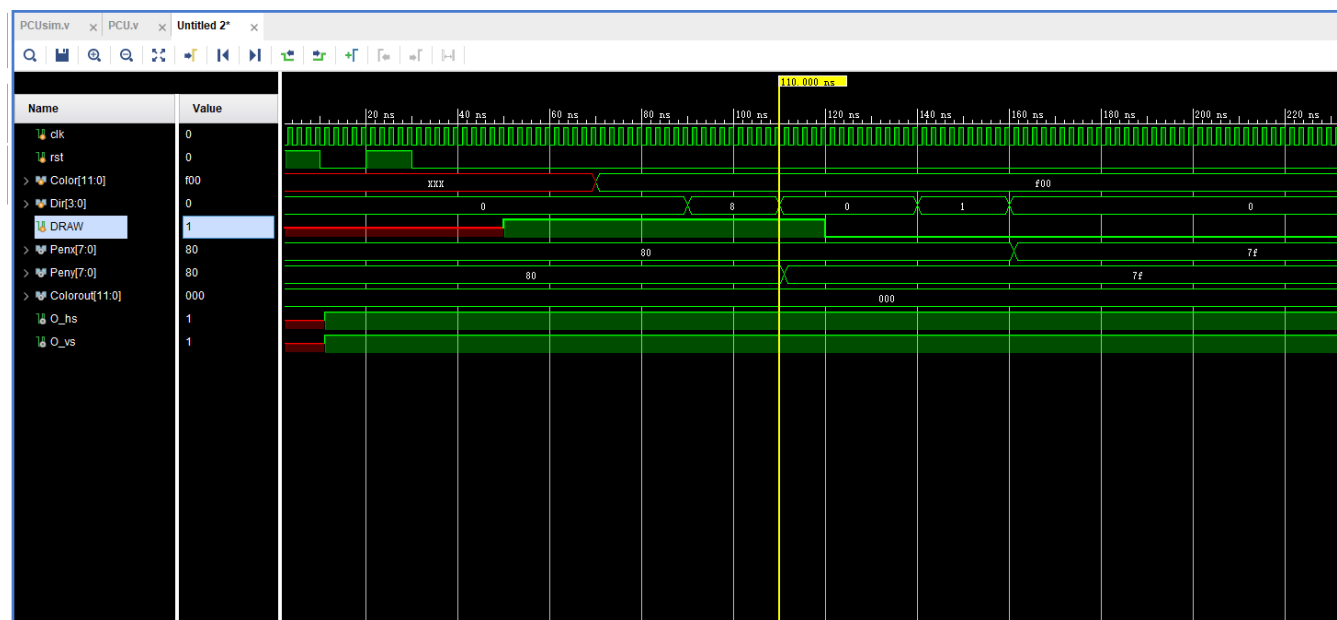 PCUsim.v × PCU.v × Untitled 2* ×
110.000 ns
Name Value
20 ns 40 ns 60 ns 80 ns 100 ns 120 ns 140 ns 160 ns 180 ns 200 ns 220 ns
clk 0
rst 0
Color[11:0] f00 XXX f00
Dir[3:0] 0 0 8 0 1 0
DRAW 1
Penx[7:0] 80 80 7f
Peny[7:0] 80 80 7f
Colorout[11:0] 000 000
O_hs 1
O_vs 1